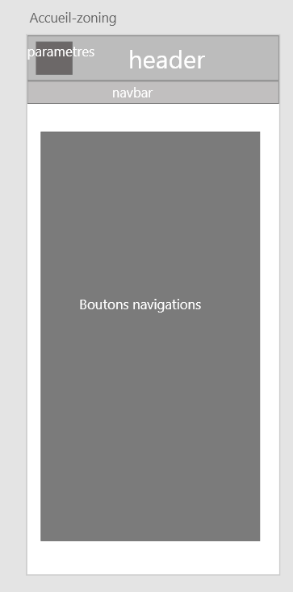 Accueil-zoning
parametres
header
navbar
Boutons navigations